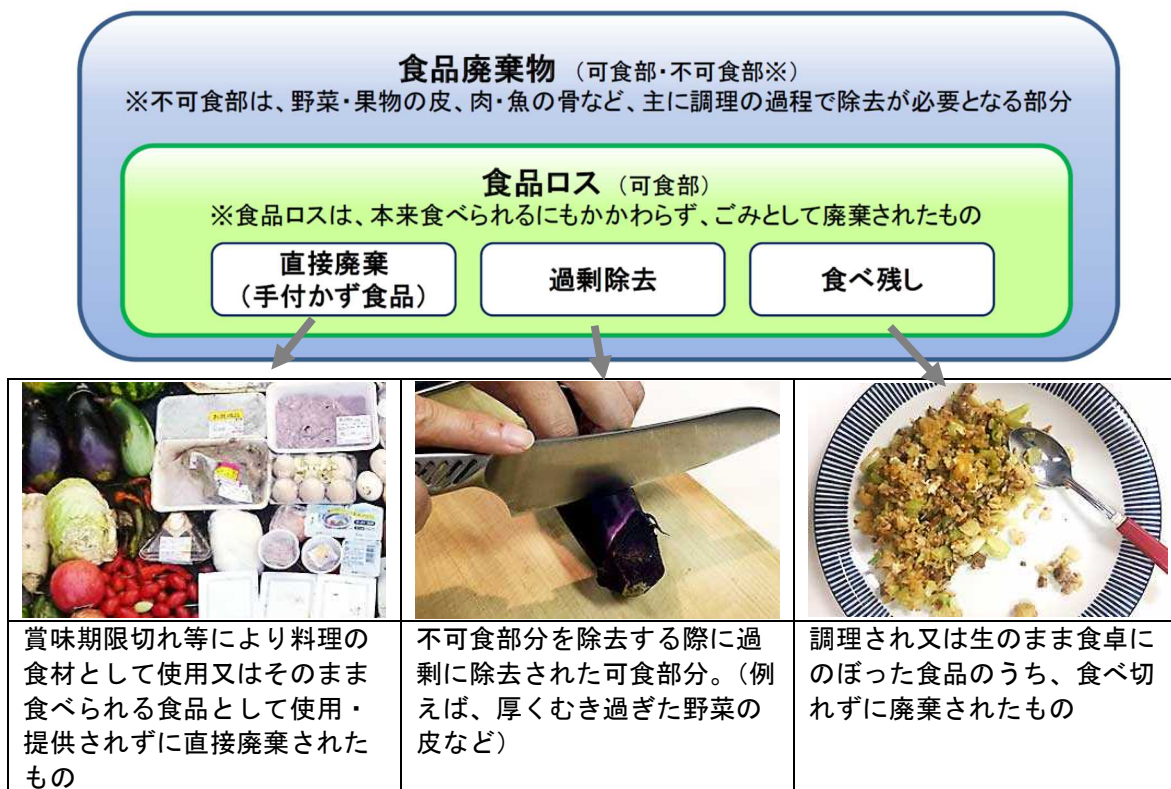 食品廃棄物 (可食部・不可食部※)
※不可食部は、野菜・果物の皮、肉・魚の骨など、主に調理の過程で除去が必要となる部分
食品ロス (可食部)
※食品ロスは、本来食べられるにもかかわらず、ごみとして廃棄されたもの
直接廃棄
(手付かず食品)
過剰除去
食べ残し
賞味期限切れ等により料理の
食材として使用又はそのまま
食べられる食品として使用・
提供されずに直接廃棄された
もの
不可食部分を除去する際に過
剰に除去された可食部分。(例
えば、厚くむき過ぎた野菜の
皮など)
調理され又は生のまま食卓に
のぼった食品のうち、食べ切
れずに廃棄されたもの